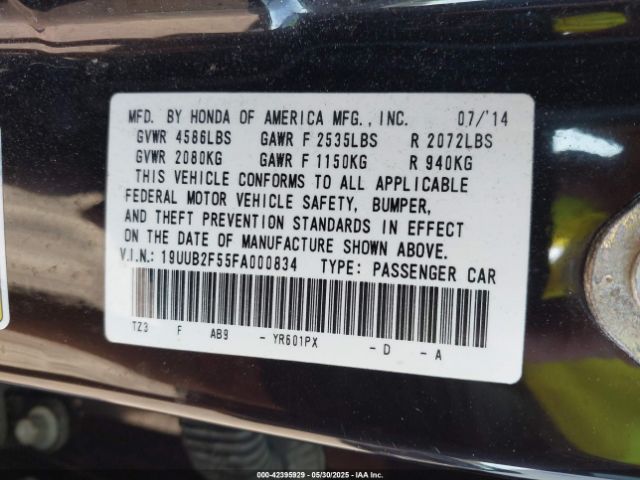 MFD. BY HONDA OF AMERICA MFG., INC. 07/'14
GVWR 4586LBS GAWR F 2535LBS R 2072LBS
GVWR 2080KG GAWR F 1150KG R 940KG
THIS VEHICLE CONFORMS TO ALL APPLICABLE
FEDERAL MOTOR VEHICLE SAFETY, BUMPER,
AND THEFT PREVENTION STANDARDS IN EFFECT
ON THE DATE OF MANUFACTURE SHOWN ABOVE.
V.I.N.: 19UUB2F55FA000834 TYPE: PASSENGER CAR
TZ3 F AB9 - YR601PX - D - A
000-42395929 - 05/30/2025 - IAA Inc.